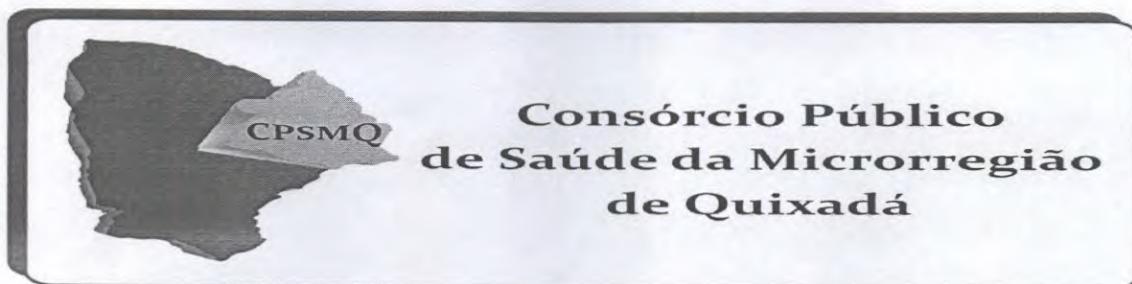 CPSMQ
Consórcio Público
de Saúde da Microrregião
de Quixadá